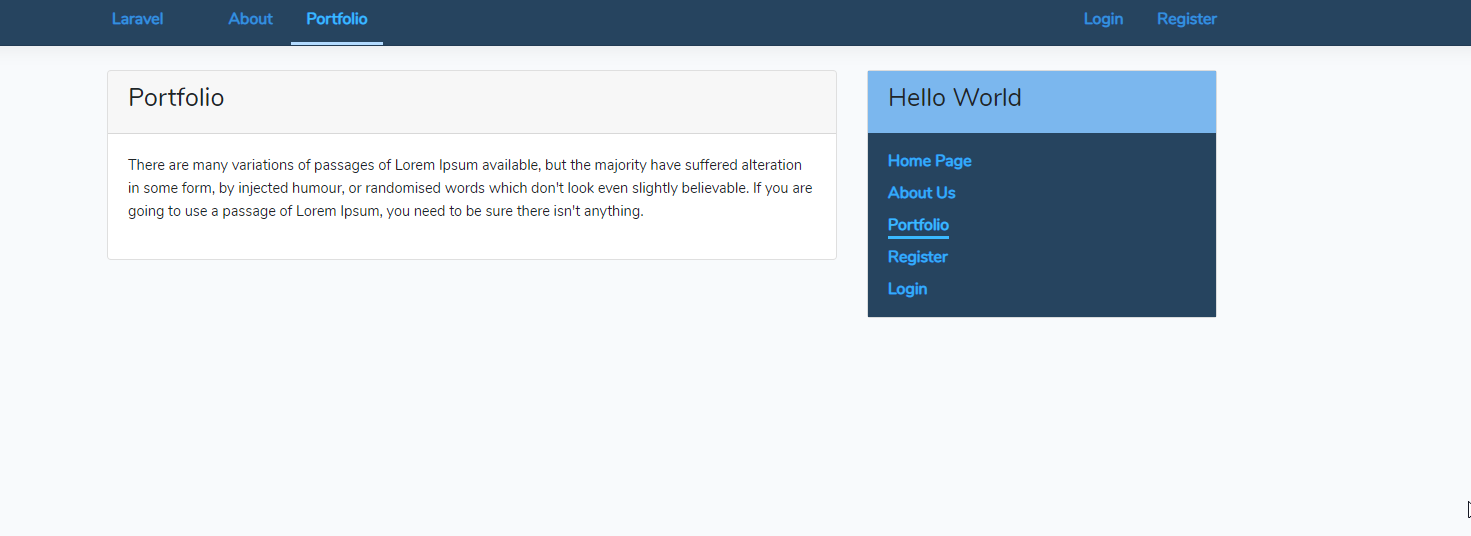 Laravel About Portfolio Login Register
Portfolio
There are many variations of passages of Lorem Ipsum available, but the majority have suffered alteration
in some form, by injected humour, or randomised words which don't look even slightly believable. If you are
going to use a passage of Lorem Ipsum, you need to be sure there isn't anything.
Hello World
Home Page
About Us
Portfolio
Register
Login